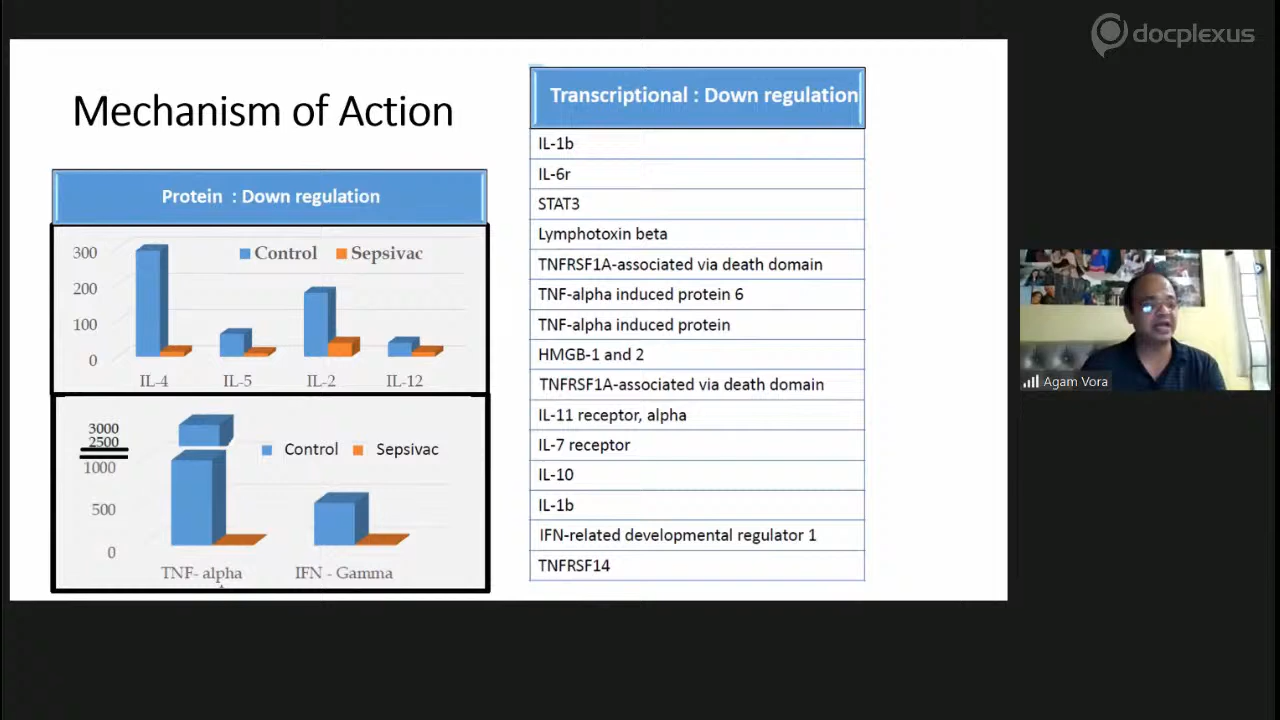 docplexus
Mechanism of Action
Protein : Down regulation
Control
Sepsivac
300
200
100
0
IL-4
IL-5
IL-2
IL-12
3000
2500
1000
500
0
Control
Sepsivac
TNF- alpha
IFN - Gamma
Transcriptional : Down regulation
IL-1b
IL-6r
STAT3
Lymphotoxin beta
TNFRSF1A-associated via death domain
TNF-alpha induced protein 6
TNF-alpha induced protein
HMGB-1 and 2
TNFRSF1A-associated via death domain
IL-11 receptor, alpha
IL-7 receptor
IL-10
IL-1b
IFN-related developmental regulator 1
TNFRSF14
Agam Vora